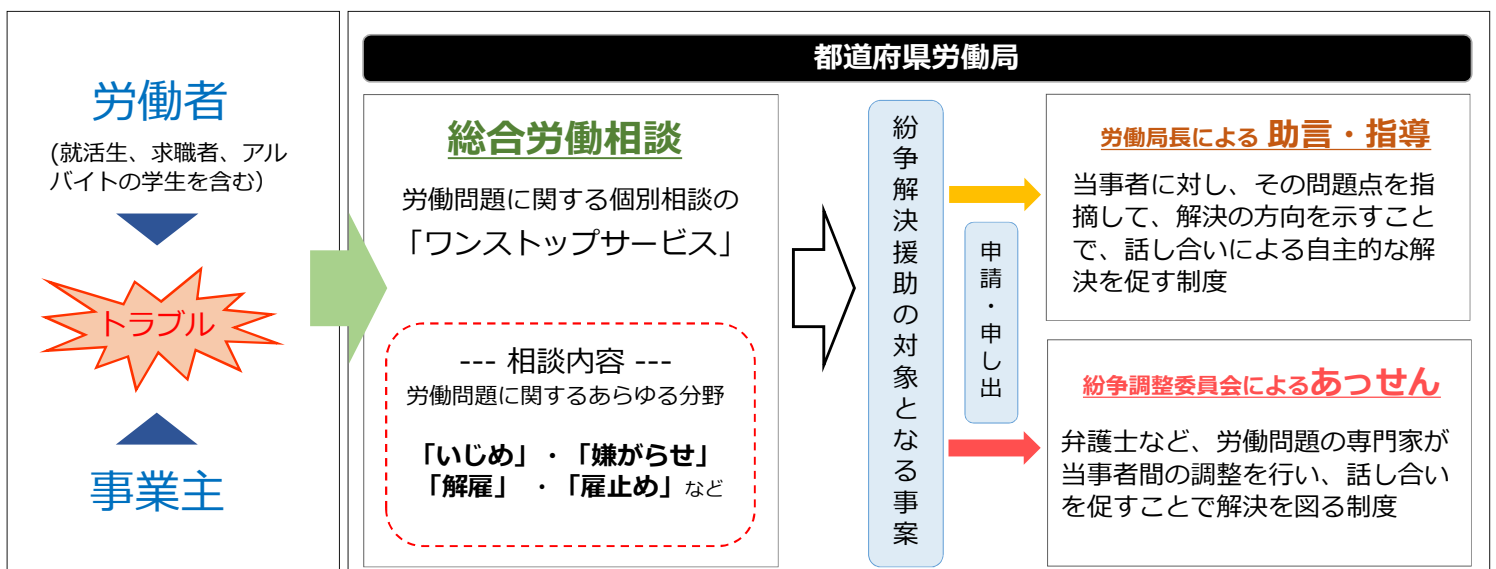 労働者
(就活生、求職者、アル
バイトの学生を含む)
トラブル
事業主
都道府県労働局
総合労働相談
労働問題に関する個別相談の
「ワンストップサービス」
--- 相談内容 ---
労働問題に関するあらゆる分野
「いじめ」・「嫌がらせ」
「解雇」 ・「雇止め」など
紛争解決援助の対象となる事案
申請・申し出
労働局長による 助言・指導
当事者に対し、その問題点を指
摘して、解決の方向を示すこと
で、話し合いによる自主的な解
決を促す制度
紛争調整委員会によるあっせん
弁護士など、労働問題の専門家が
当事者間の調整を行い、話し合い
を促すことで解決を図る制度